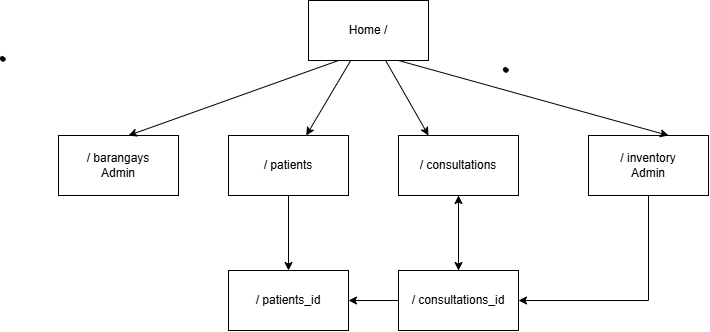 Home /
/ barangays
Admin
/ patients
/ consultations
/ inventory
Admin
/ patients_id
/ consultations_id